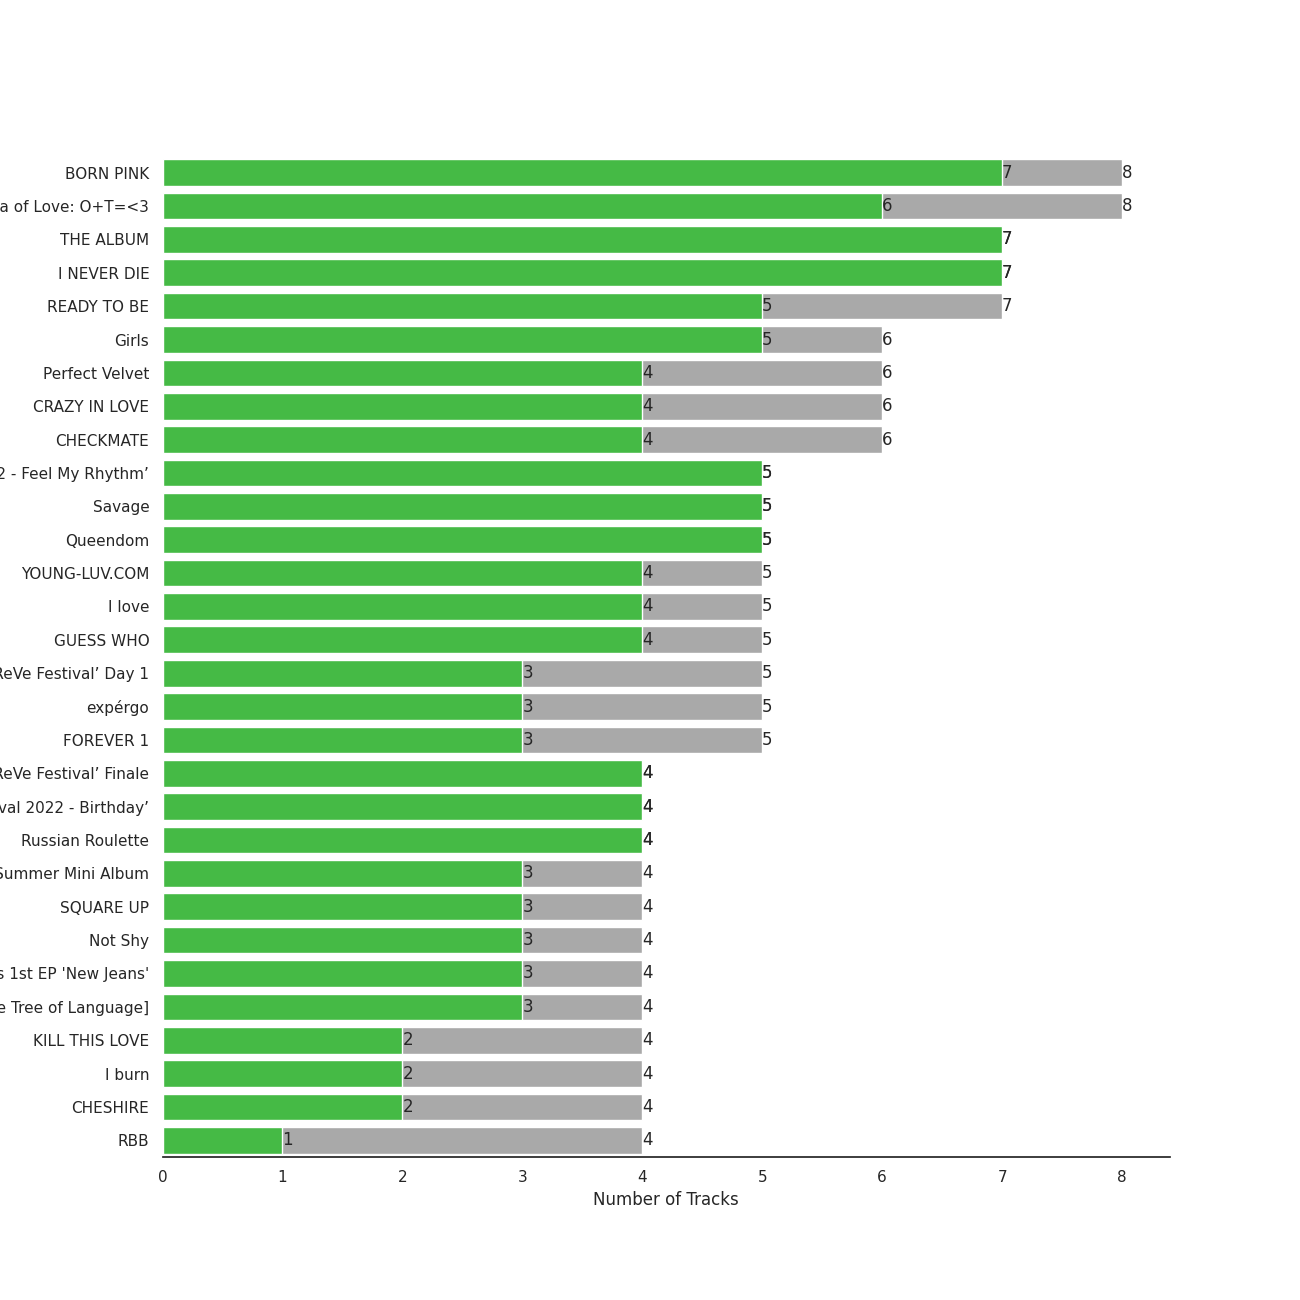 BORN PINK 7 8
a of Love: O+T=<3 6 8
THE ALBUM 7
I NEVER DIE 7
READY TO BE 5 7
Girls 5 6
Perfect Velvet 4 6
CRAZY IN LOVE 4 6
CHECKMATE 4 6
2 - Feel My Rhythm’ 5
Savage 5
Queendom 5
YOUNG-LUV.COM 4 5
I love 4 5
GUESS WHO 4 5
ReVe Festival’ Day 1 3 5
expérgo 3 5
FOREVER 1 3 5
ReVe Festival’ Finale 4
val 2022 - Birthday’ 4
Russian Roulette 4
Summer Mini Album 3 4
SQUARE UP 3 4
Not Shy 3 4
s 1st EP 'New Jeans' 3 4
e Tree of Language] 3 4
KILL THIS LOVE 2 4
I burn 2 4
CHESHIRE 2 4
RBB 1 4
0 1 2 3 4 5 6 7 8
Number of Tracks